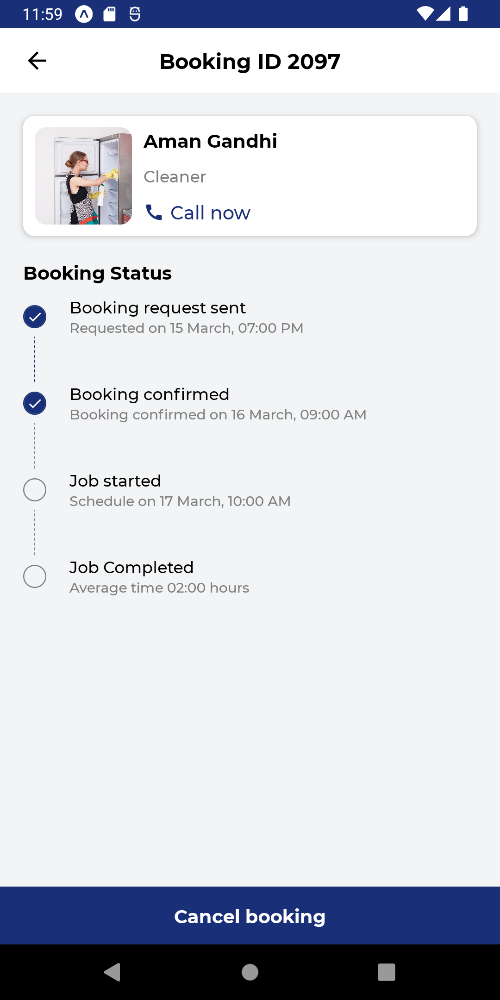 11:59
Booking ID 2097
Aman Gandhi
Cleaner
Call now
Booking Status
Booking request sent
Requested on 15 March, 07:00 PM
Booking confirmed
Booking confirmed on 16 March, 09:00 AM
Job started
Schedule on 17 March, 10:00 AM
Job Completed
Average time 02:00 hours
Cancel booking